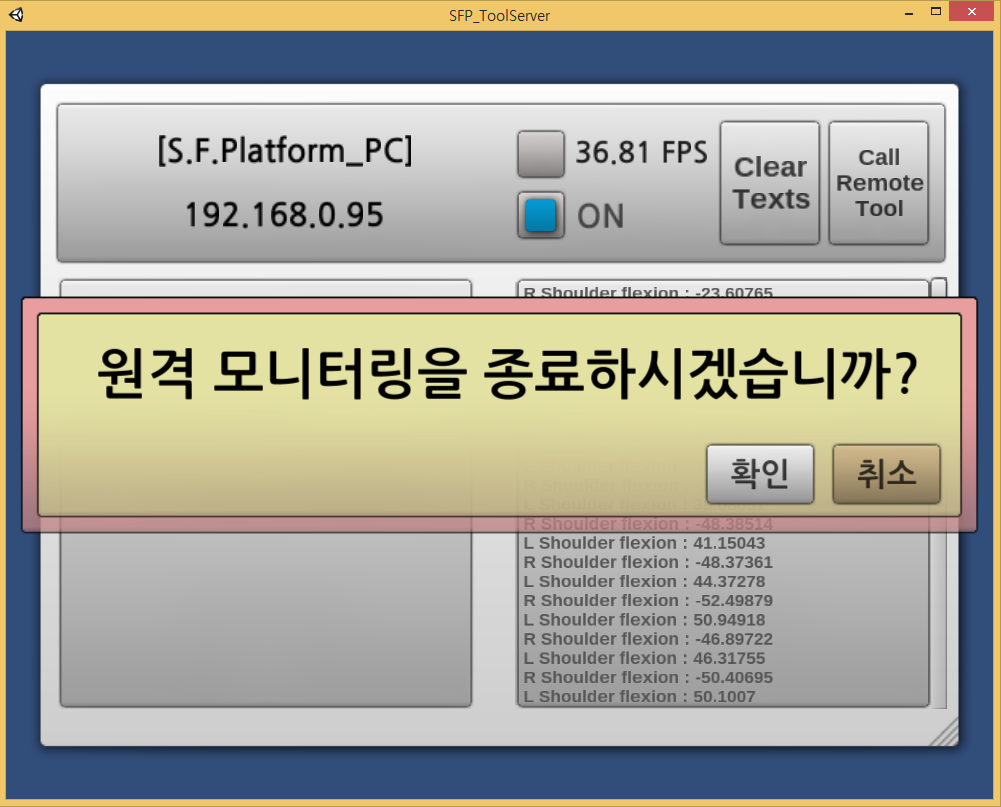 SFP_ToolServer
[S.F.Platform_PC]
192.168.0.95
36.81 FPS
ON
Clear
Texts
Call
Remote
Tool
R Shoulder flexion : -23.60765
원격 모니터링을 종료하시겠습니까?
확인
취소
R Shoulder flexion : -48.38514
L Shoulder flexion : 41.15043
R Shoulder flexion : -48.37361
L Shoulder flexion : 44.37278
R Shoulder flexion : -52.49879
L Shoulder flexion : 50.94918
R Shoulder flexion : -46.89722
L Shoulder flexion : 46.31755
R Shoulder flexion : -50.40695
L Shoulder flexion : 50.1007